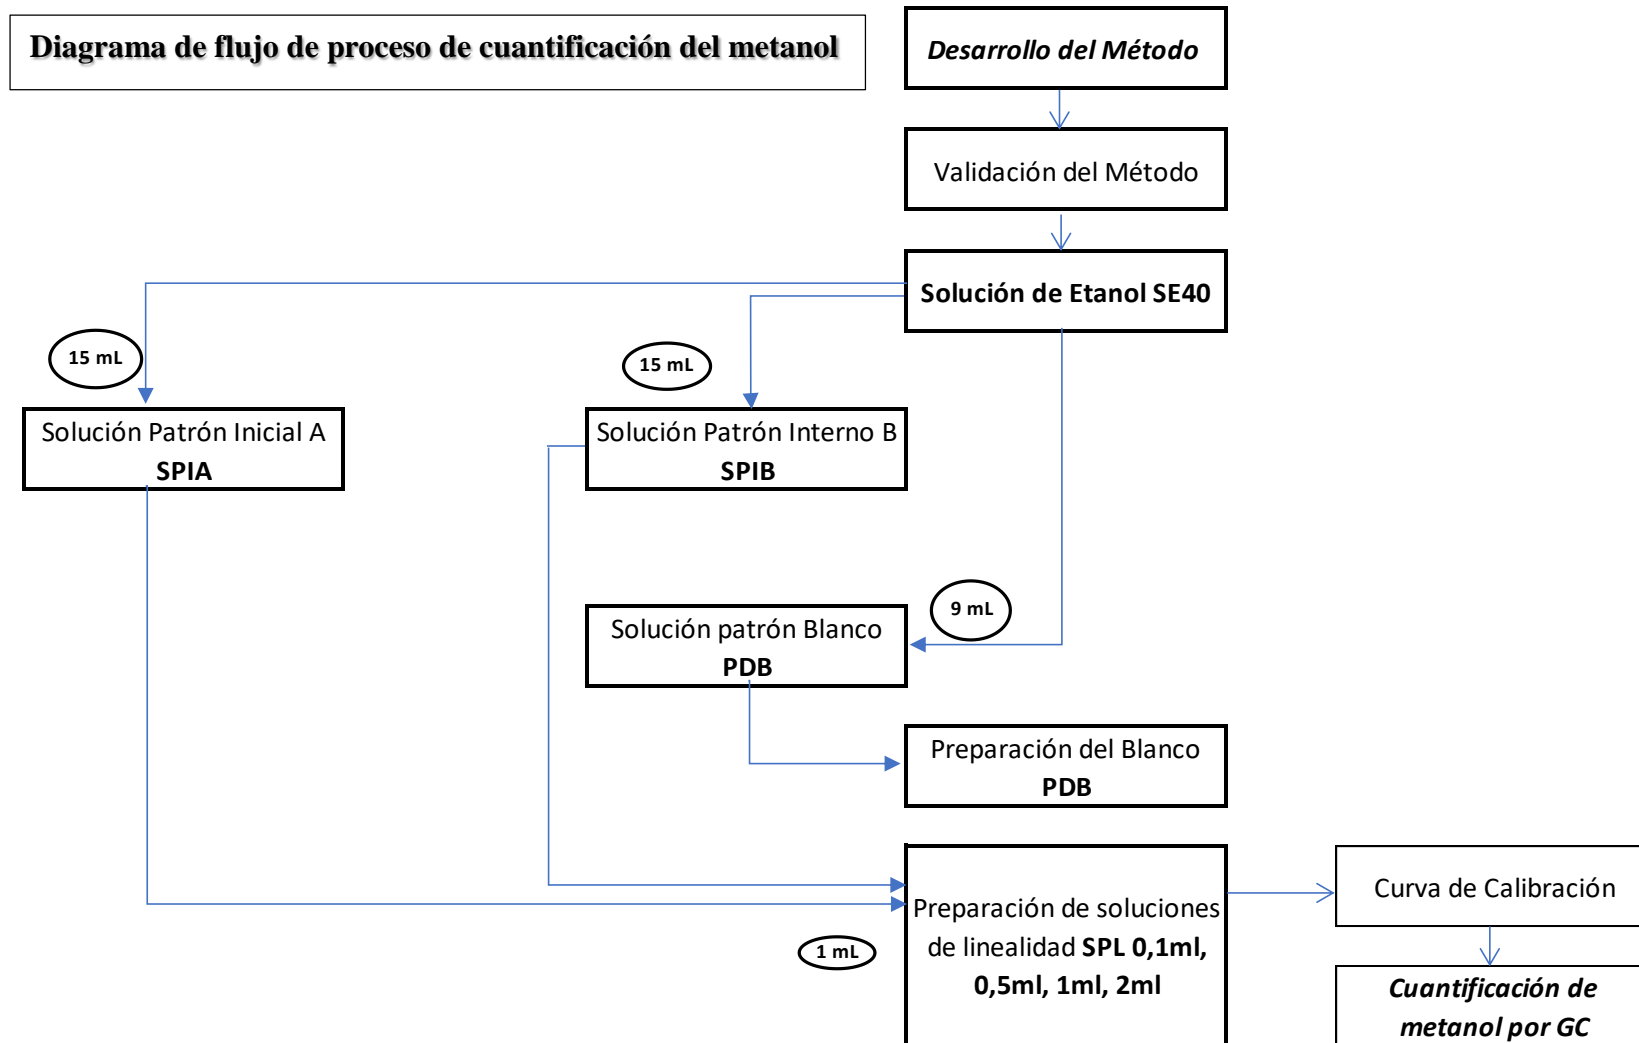 Diagrama de flujo de proceso de cuantificación del metanol
Desarrollo del Método
Validación del Método
Solución de Etanol SE40
15 mL
15 mL
Solución Patrón Inicial A
SPIA
Solución Patrón Interno B
SPIB
9 mL
Solución patrón Blanco
PDB
Preparación del Blanco
PDB
1 mL
Preparación de soluciones
de linealidad SPL 0,1ml,
0,5ml, 1ml, 2ml
Curva de Calibración
Cuantificación de
metanol por GC